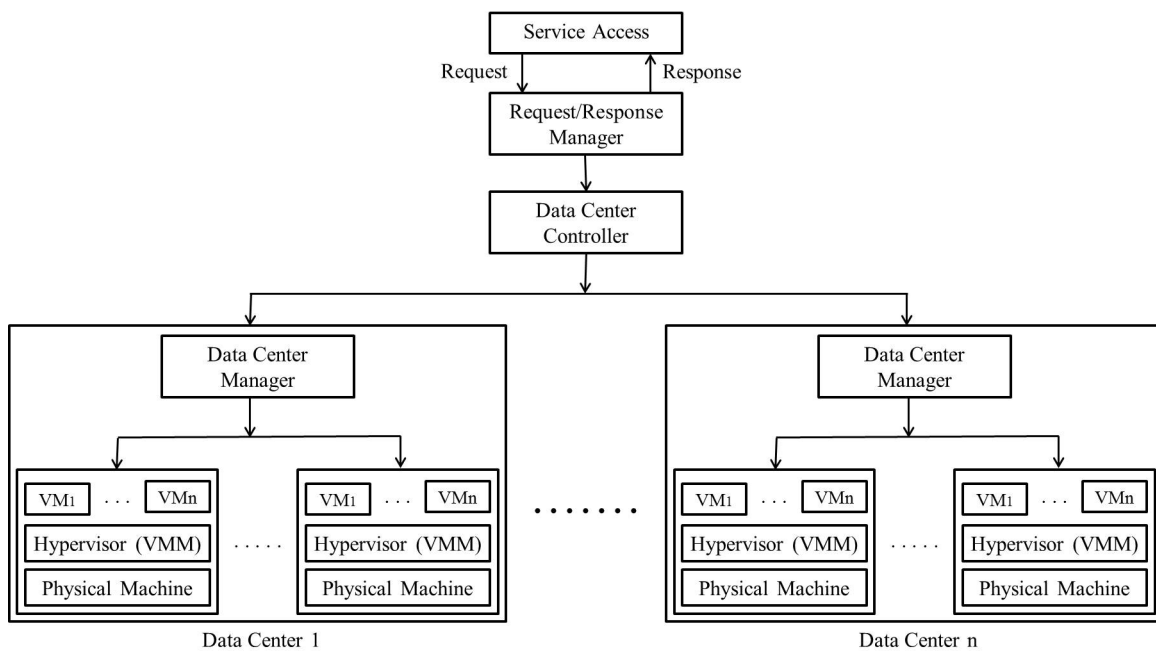 Service Access
Request
Response
Request/Response
Manager
Data Center
Controller
Data Center
Manager
Data Center
Manager
VM1 . . . VMn
VM1 . . . VMn
. . . . . . .
VM1 . . . VMn
VM1 . . . VMn
Hypervisor (VMM)
. . . . .
Hypervisor (VMM)
Hypervisor (VMM)
. . . . .
Hypervisor (VMM)
Physical Machine
Physical Machine
Physical Machine
Physical Machine
Data Center 1
Data Center n